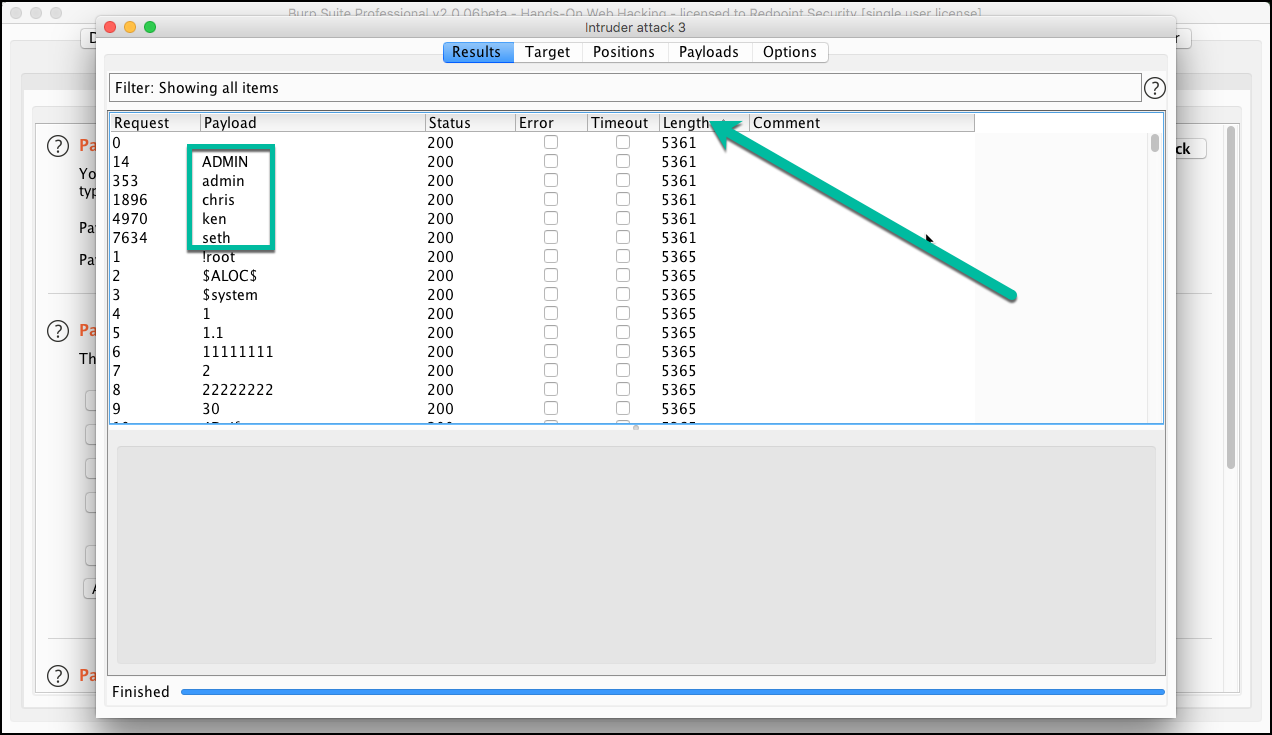 Burp Suite Professional v2.0.06beta - Hands-On Web Hacking - licensed to Redpoint Security [single user license]
Intruder attack 3
Results Target Positions Payloads Options
Filter: Showing all items ?
Request Payload Status Error Timeout Length Comment
0 200 5361
14 ADMIN 200 5361
353 admin 200 5361
1896 chris 200 5361
4970 ken 200 5361
7634 seth 200 5361
1 !root 200 5365
2 $ALOC$ 200 5365
3 $system 200 5365
4 1 200 5365
5 1.1 200 5365
6 11111111 200 5365
7 2 200 5365
8 22222222 200 5365
9 30 200 5365
Finished
? Pa
Yo
typ
Pa
Pa
? Pa
Th
A
? Pa
ck